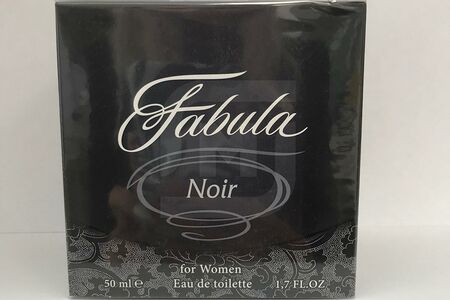 Fabula
Noir
for Women
50 ml ℮ Eau de toilette 1,7 FL.OZ